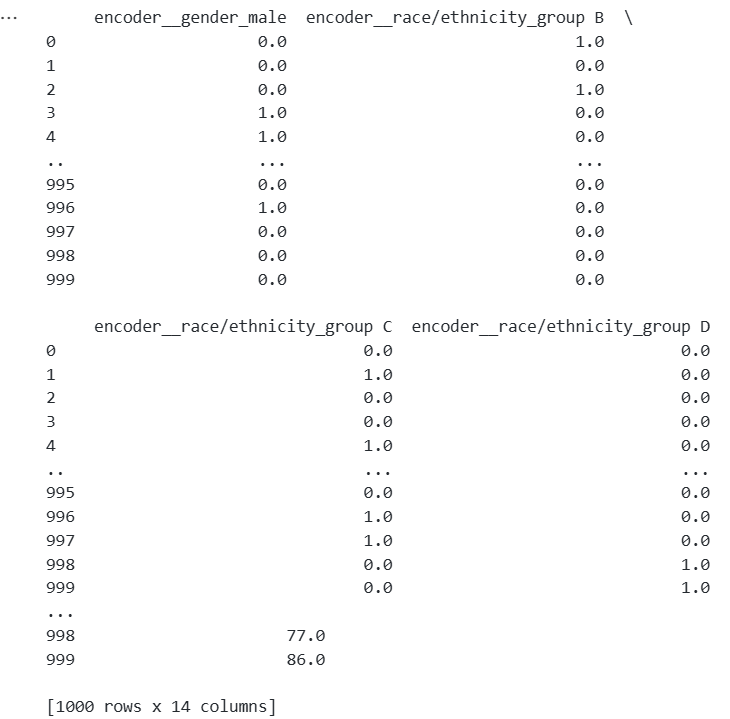 ...
encoder__gender_male encoder__race/ethnicity_group B \
0 0.0 1.0
1 0.0 0.0
2 0.0 1.0
3 1.0 0.0
4 1.0 0.0
.. ... ...
995 0.0 0.0
996 1.0 0.0
997 0.0 0.0
998 0.0 0.0
999 0.0 0.0
encoder__race/ethnicity_group C encoder__race/ethnicity_group D
0 0.0 0.0
1 1.0 0.0
2 0.0 0.0
3 0.0 0.0
4 1.0 0.0
.. ... ...
995 0.0 0.0
996 1.0 0.0
997 1.0 0.0
998 0.0 1.0
999 0.0 1.0
...
998 77.0
999 86.0
[1000 rows x 14 columns]